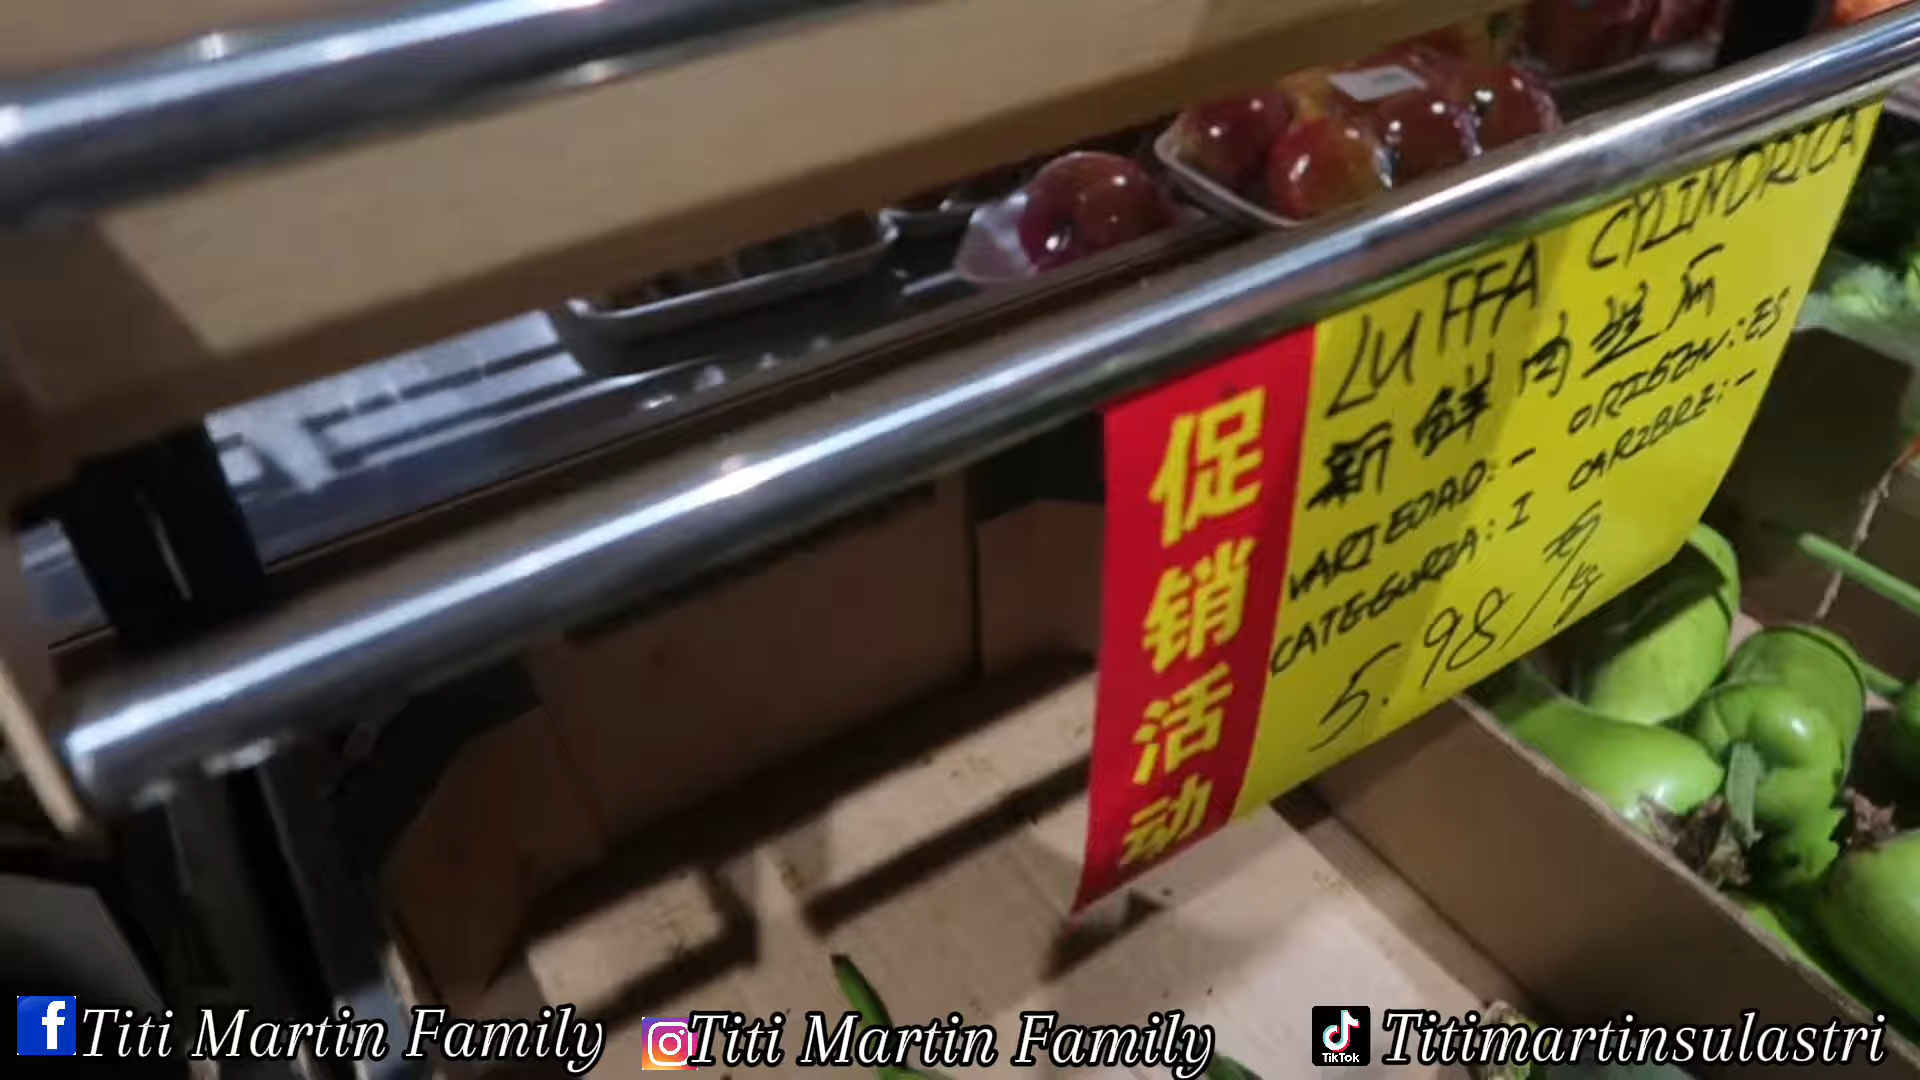 LUFFA CYLINDRICA
新鲜肉丝瓜
VARIEDAD: - ORIGEN: ES
CATEGORIA: I CARIBRE: -
5.98/Kg
促销活动
Titi Martin Family
Titi Martin Family
TikTok
Titimartinsulastri